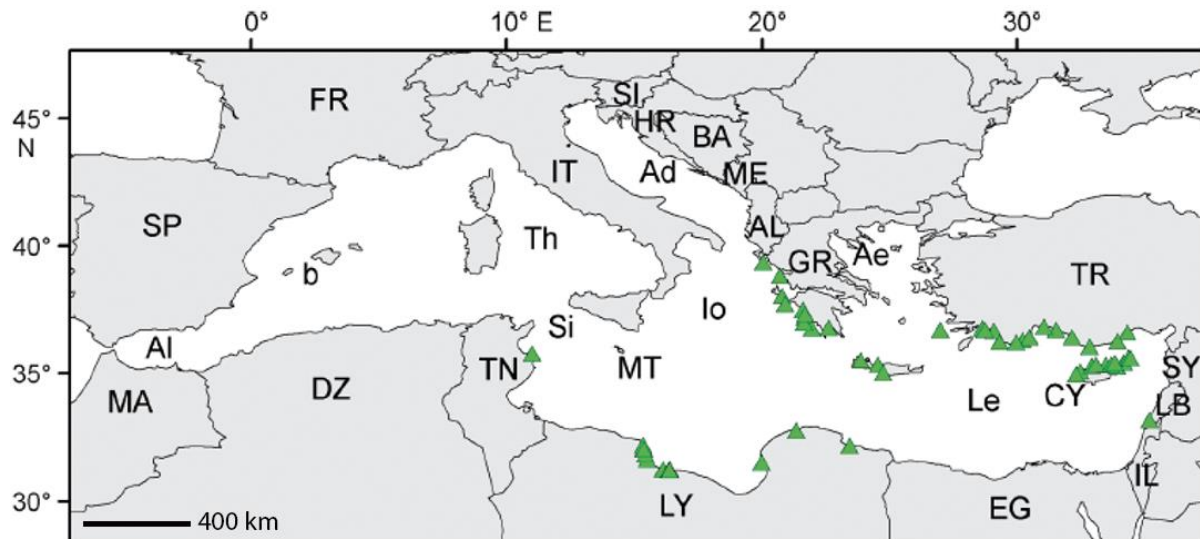 0° 10° E 20° 30°
FR SI
45° HR
N BA
IT Ad ME
SP
40° Th AL
b GR Ae TR
Io
Al Si
35° TN MT SY
MA DZ Le CY LB
IL
30° LY EG
400 km